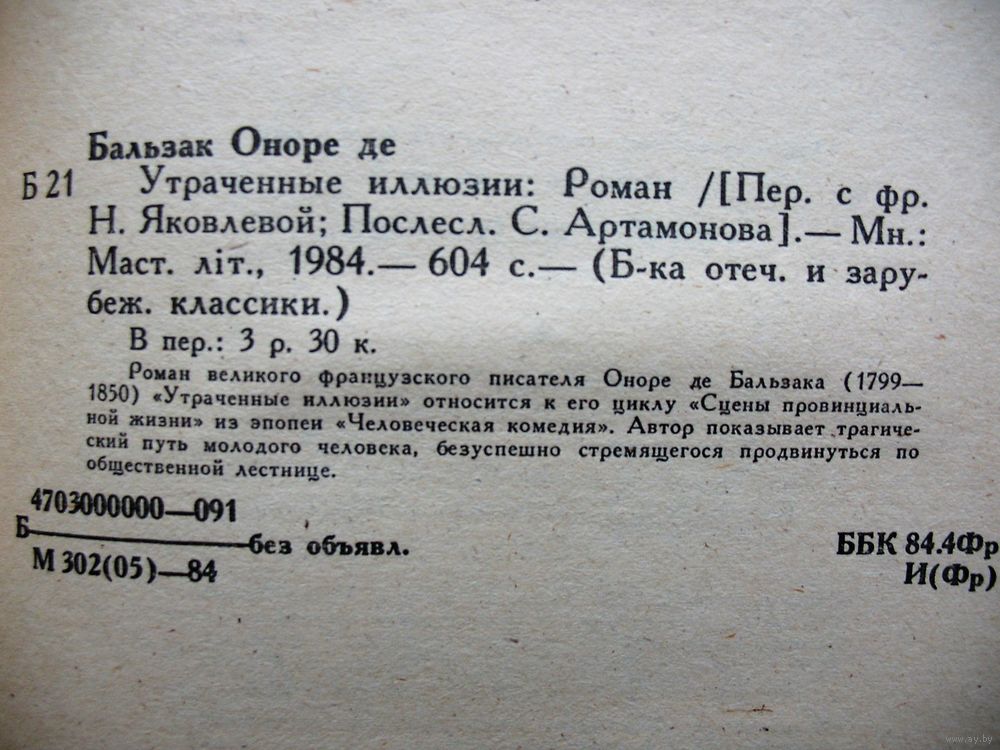 Бальзак Оноре де
Б 21 Утраченные иллюзии: Роман /[Пер. с фр.
Н. Яковлевой; Послесл. С. Артамонова].— Мн.:
Маст. літ., 1984.— 604 с.— (Б-ка отеч. и зару-
беж. классики.)
В пер.: 3 р. 30 к.
Роман великого французского писателя Оноре де Бальзака (1799—
1850) «Утраченные иллюзии» относится к его циклу «Сцены провинциаль-
ной жизни» из эпопеи «Человеческая комедия». Автор показывает трагиче-
ский путь молодого человека, безуспешно стремящегося продвинуться по
общественной лестнице.
4703000000—091
Б без объявл.
М 302(05)—84
ББК 84.4Фр
И(Фр)
www.ay.by